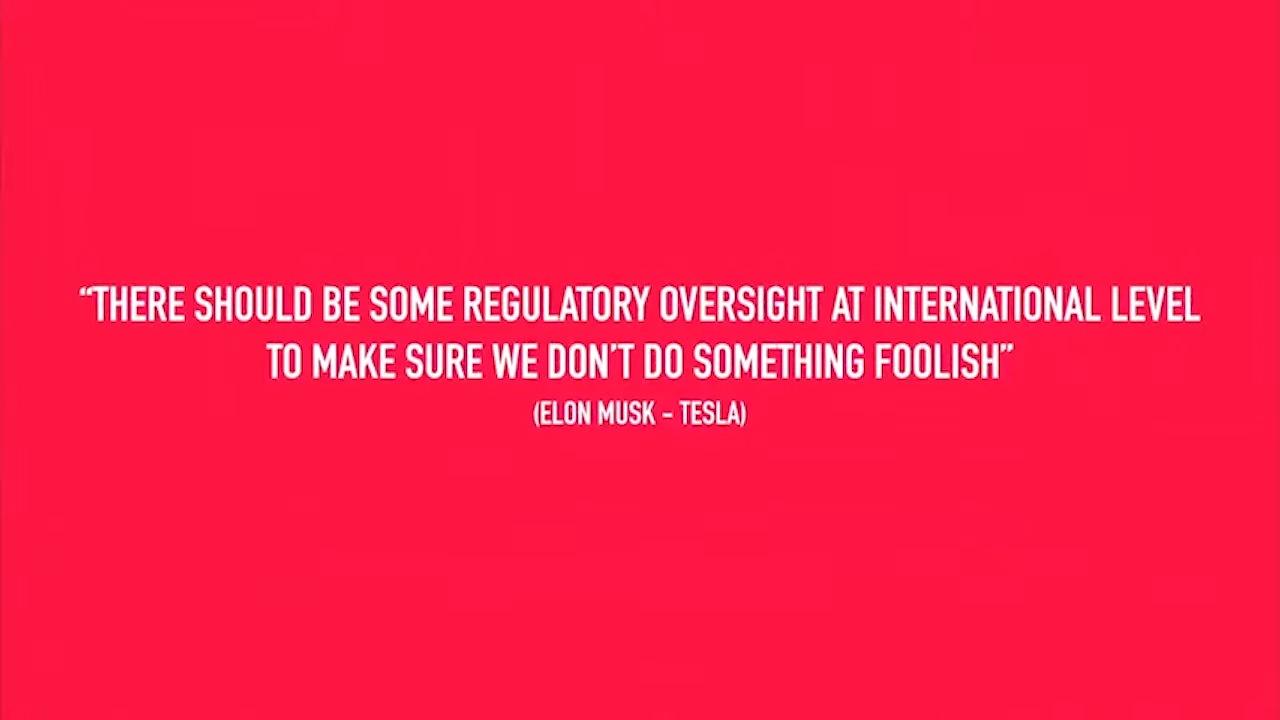 “THERE SHOULD BE SOME REGULATORY OVERSIGHT AT INTERNATIONAL LEVEL
TO MAKE SURE WE DON’T DO SOMETHING FOOLISH”
(ELON MUSK - TESLA)